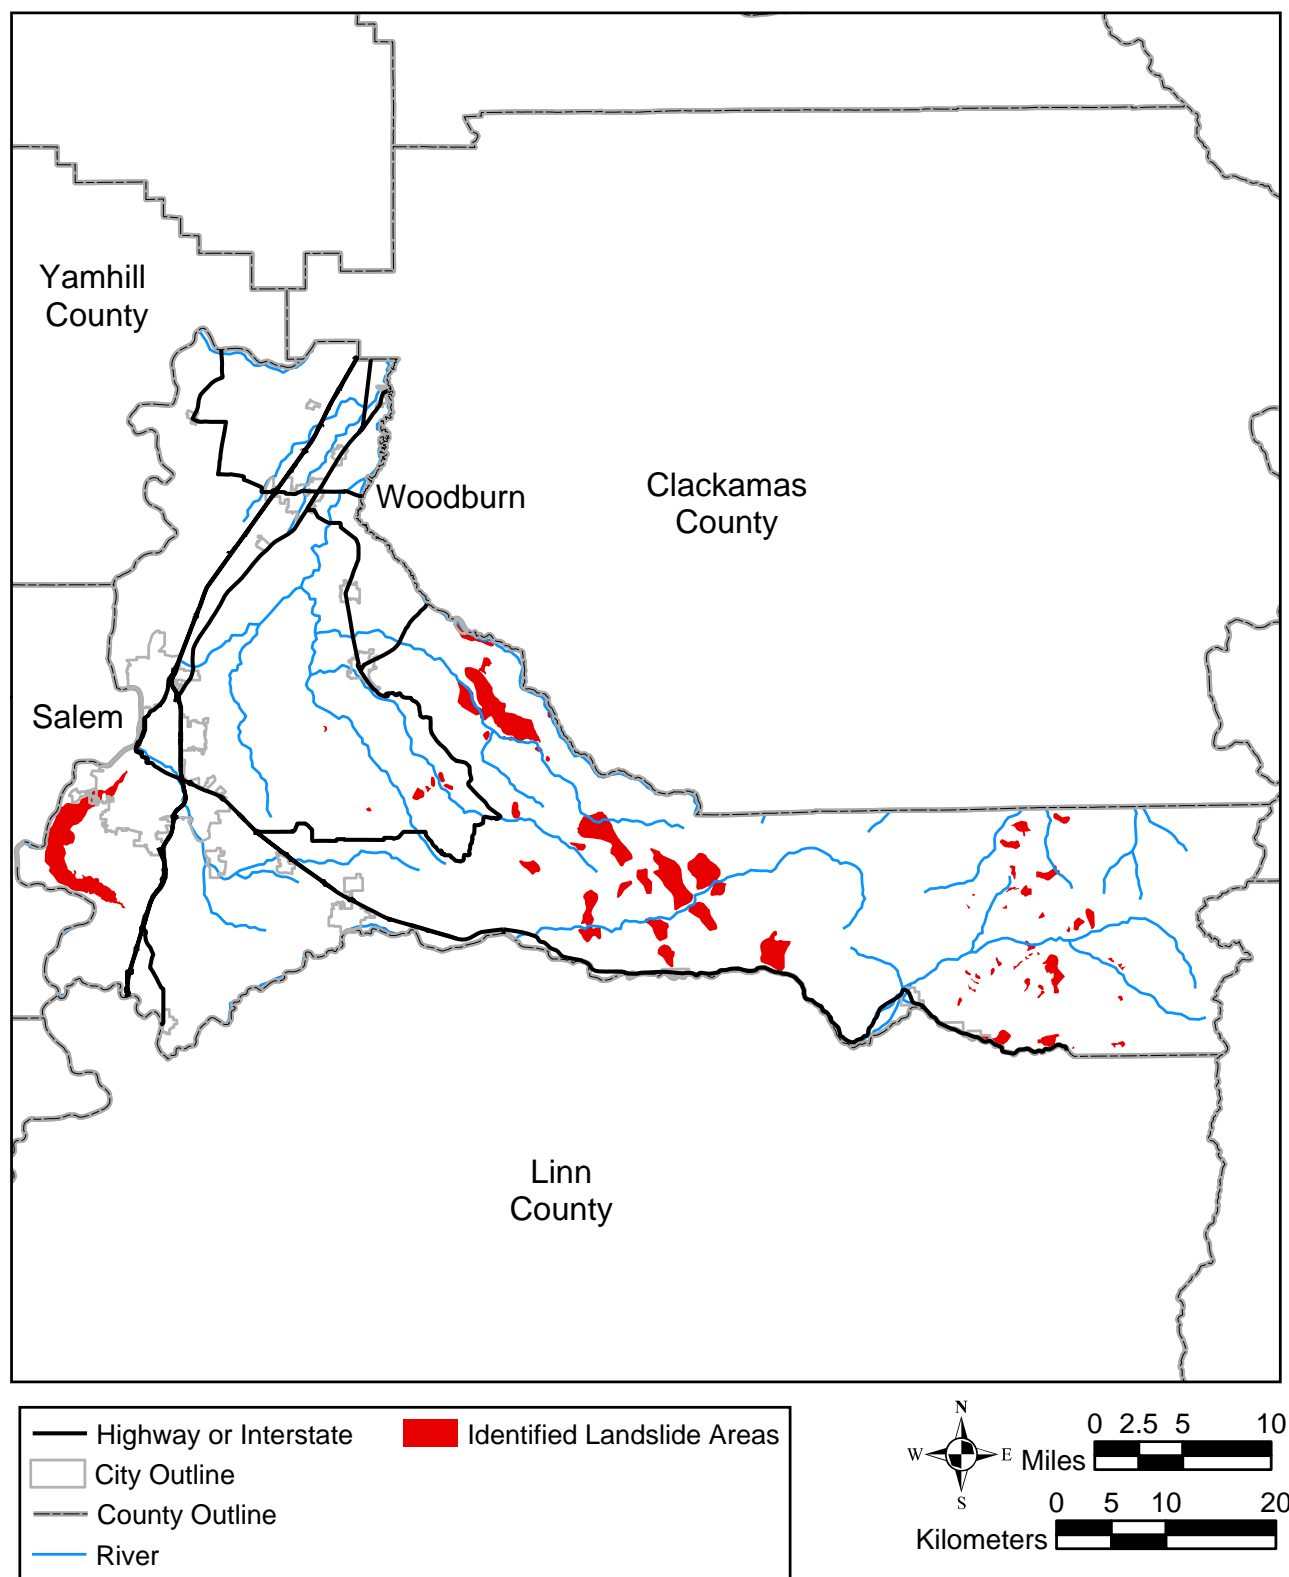 Yamhill
County
Woodburn
Clackamas
County
Salem
Linn
County
Highway or Interstate
Identified Landslide Areas
City Outline
County Outline
River
N
W
E
S
0 2.5 5 10
Miles
0 5 10 20
Kilometers